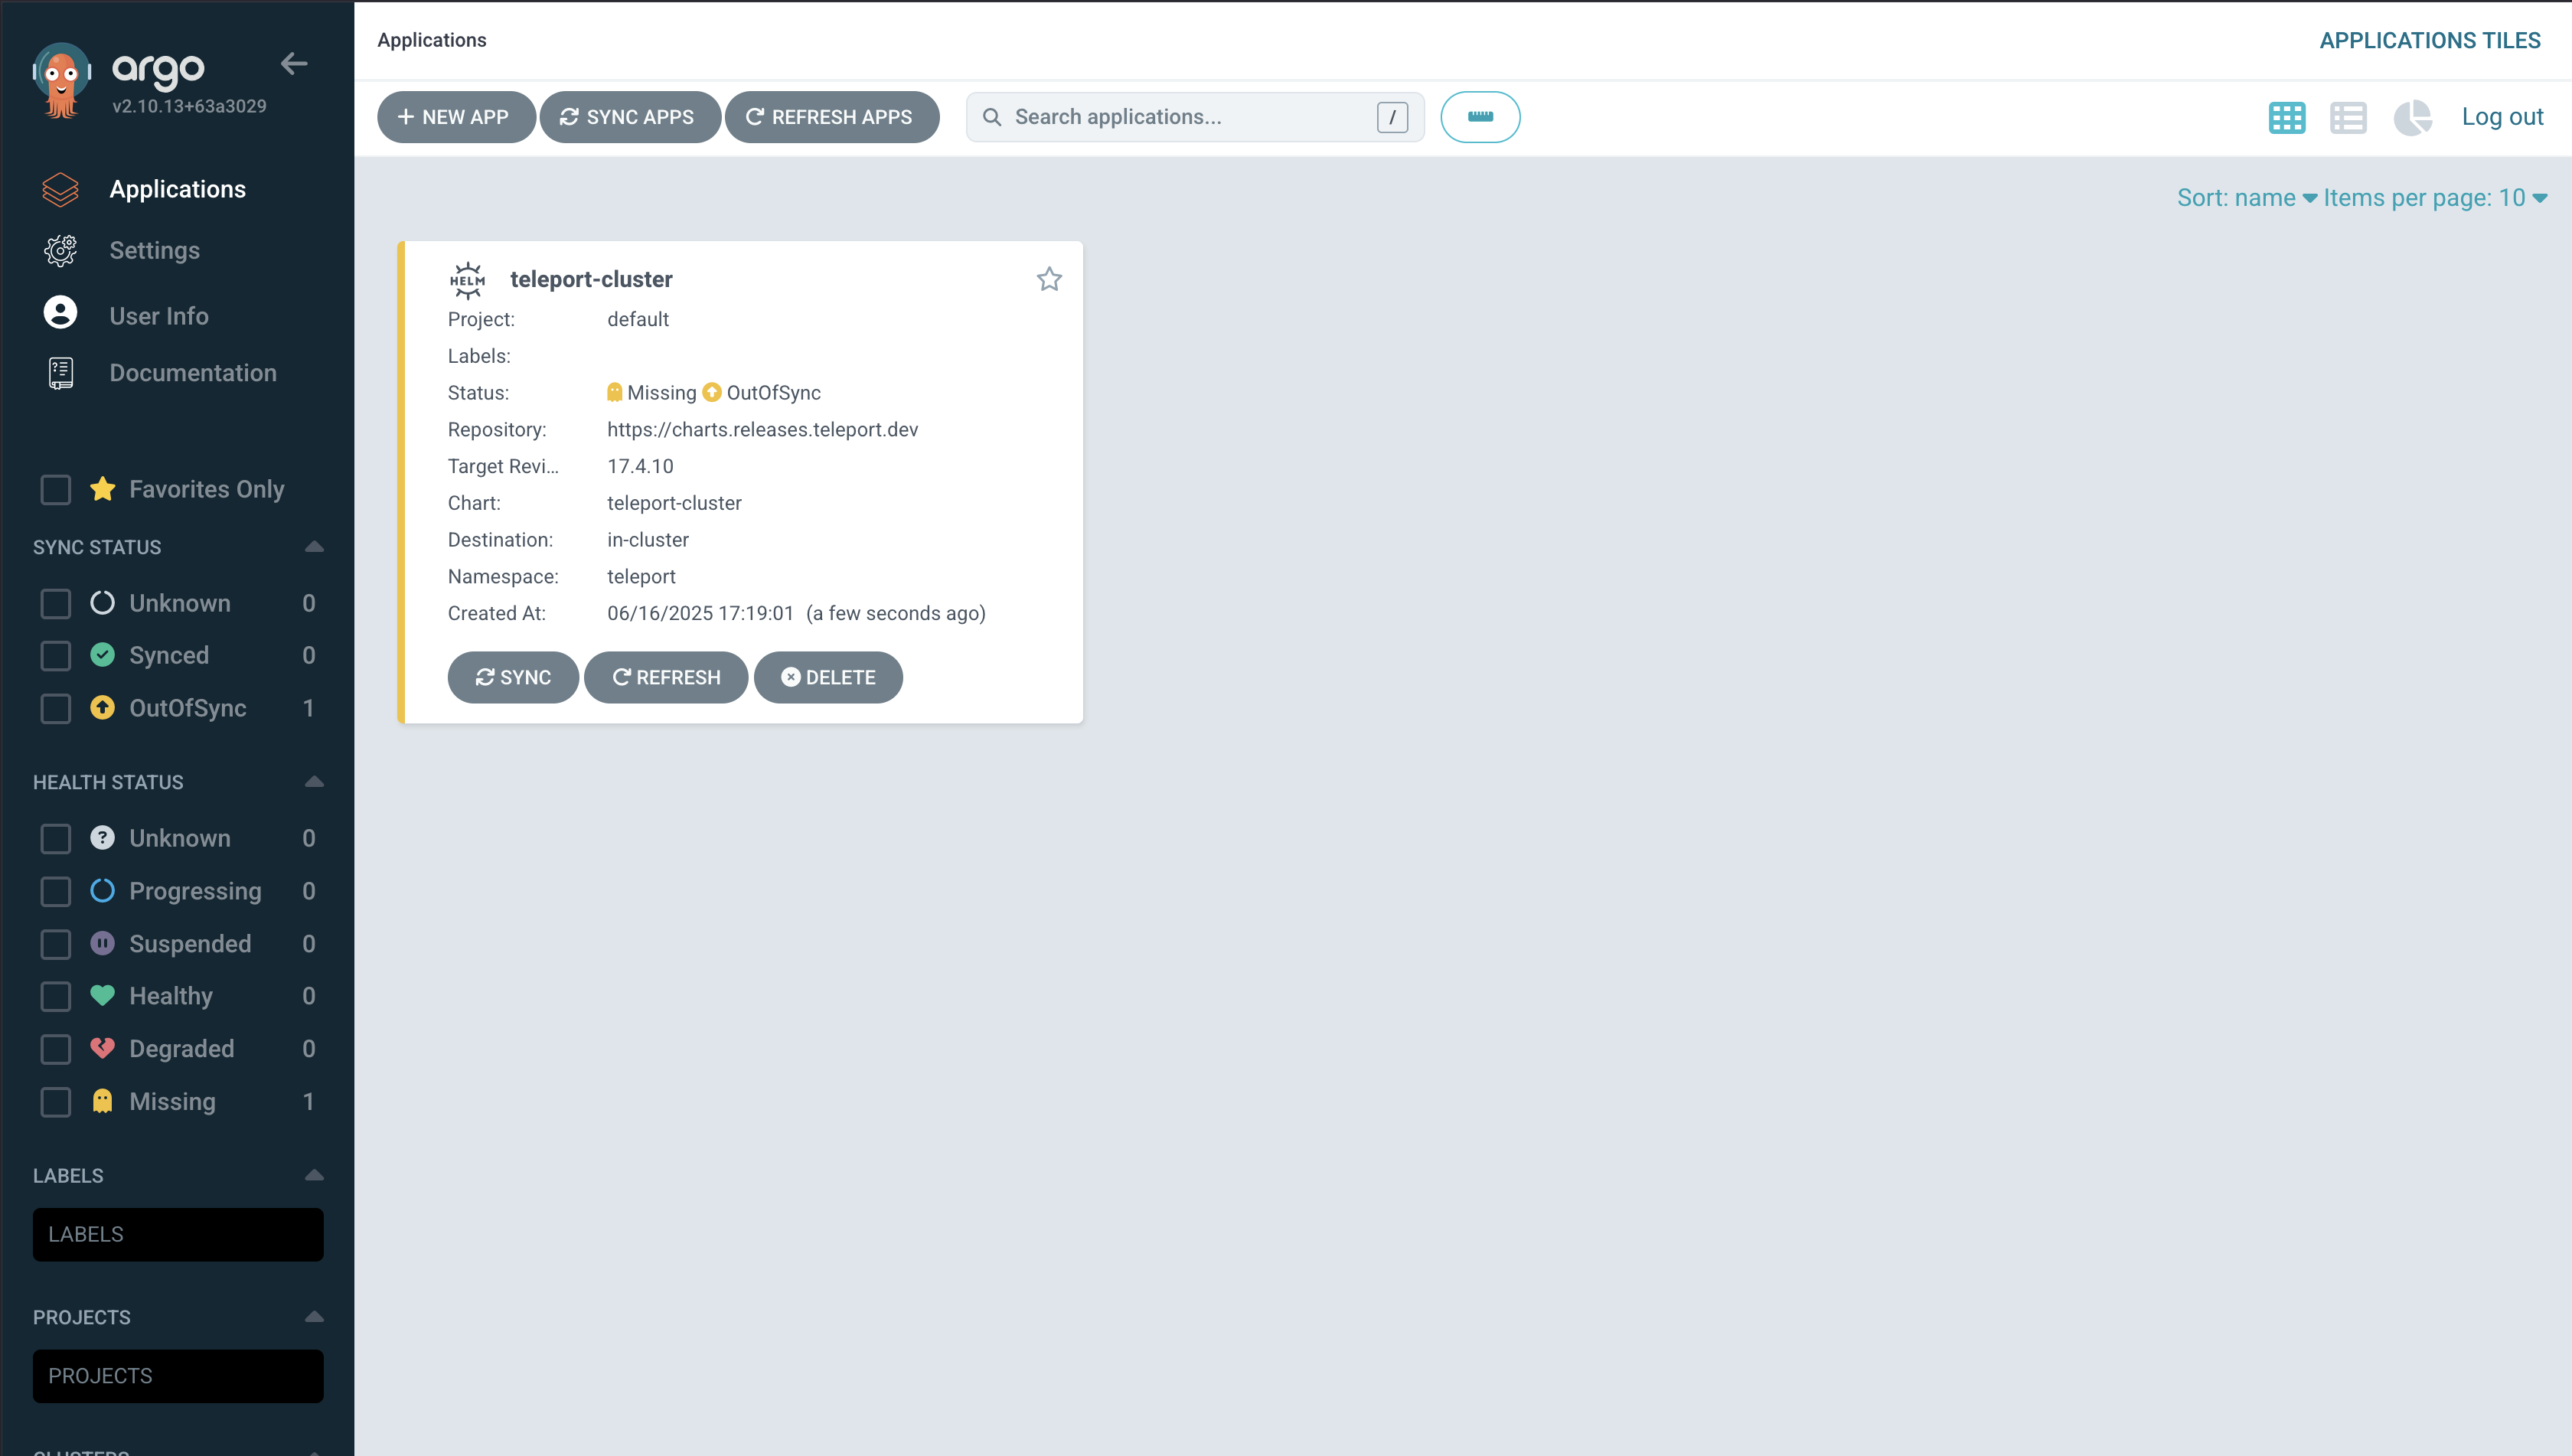 argo
v2.10.13+63a3029
Applications
Settings
User Info
Documentation
Favorites Only
SYNC STATUS
Unknown 0
Synced 0
OutOfSync 1
HEALTH STATUS
Unknown 0
Progressing 0
Suspended 0
Healthy 0
Degraded 0
Missing 1
LABELS
LABELS
PROJECTS
PROJECTS
Applications
APPLICATIONS TILES
+ NEW APP
SYNC APPS
REFRESH APPS
Search applications...
/
Log out
Sort: name Items per page: 10
HELM
teleport-cluster
Project: default
Labels:
Status: Missing OutOfSync
Repository: https://charts.releases.teleport.dev
Target Revi... 17.4.10
Chart: teleport-cluster
Destination: in-cluster
Namespace: teleport
Created At: 06/16/2025 17:19:01 (a few seconds ago)
SYNC
REFRESH
DELETE